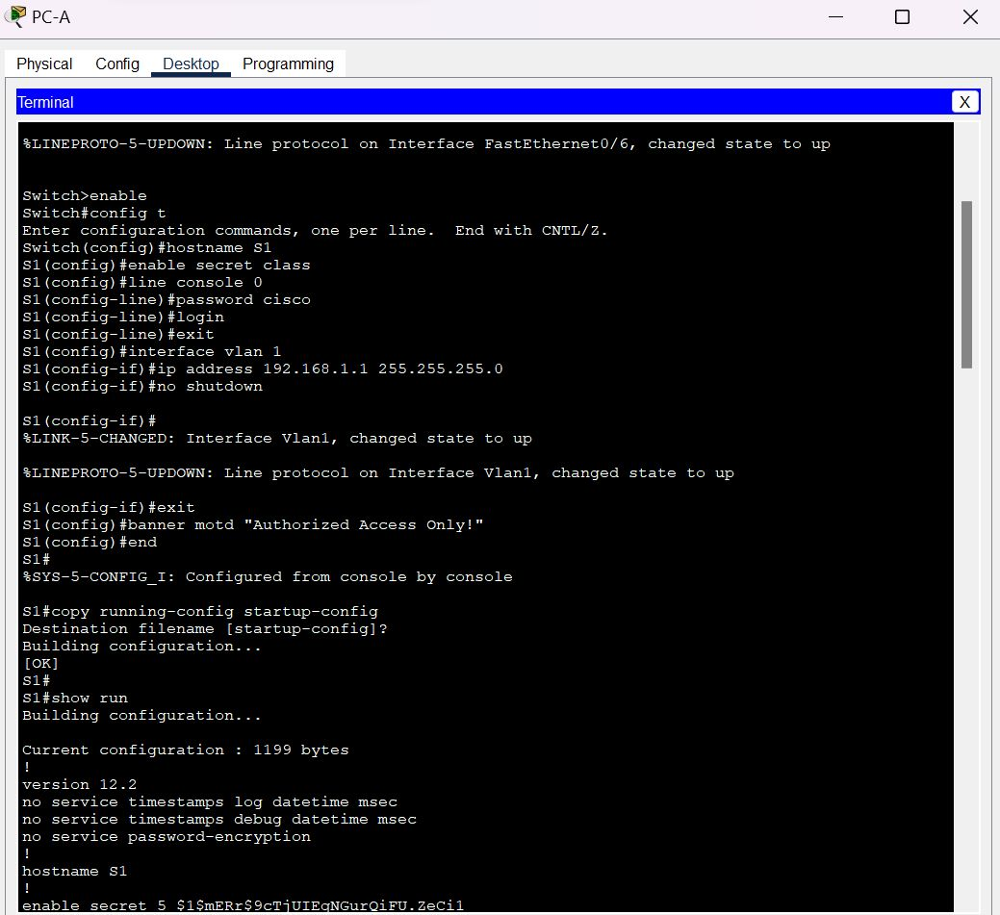 PC-A
Physical Config Desktop Programming
Terminal X
%LINEPROTO-5-UPDOWN: Line protocol on Interface FastEthernet0/6, changed state to up
Switch>enable
Switch#config t
Enter configuration commands, one per line.  End with CNTL/Z.
Switch(config)#hostname S1
S1(config)#enable secret class
S1(config)#line console 0
S1(config-line)#password cisco
S1(config-line)#login
S1(config-line)#exit
S1(config)#interface vlan 1
S1(config-if)#ip address 192.168.1.1 255.255.255.0
S1(config-if)#no shutdown
S1(config-if)#
%LINK-5-CHANGED: Interface Vlan1, changed state to up
%LINEPROTO-5-UPDOWN: Line protocol on Interface Vlan1, changed state to up
S1(config-if)#exit
S1(config)#banner motd "Authorized Access Only!"
S1(config)#end
S1#
%SYS-5-CONFIG_I: Configured from console by console
S1#copy running-config startup-config
Destination filename [startup-config]?
Building configuration...
[OK]
S1#
S1#show run
Building configuration...
Current configuration : 1199 bytes
!
version 12.2
no service timestamps log datetime msec
no service timestamps debug datetime msec
no service password-encryption
!
hostname S1
!
enable secret 5 $1$mERr$9cTjUIEqNGurQiFU.ZeCi1